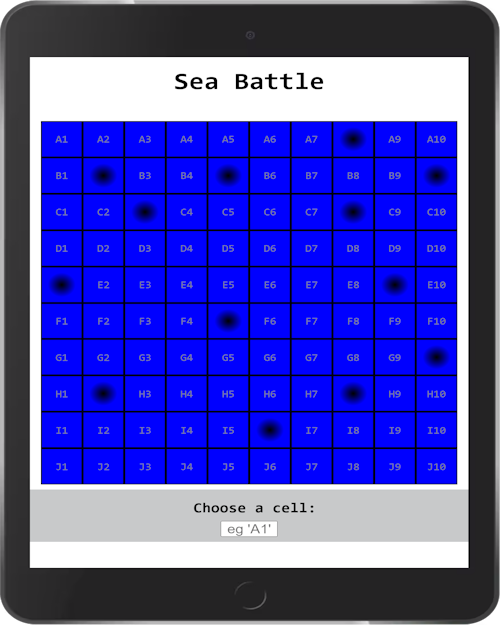 Sea Battle
A1 A2 A3 A4 A5 A6 A7 A9 A10
B1 B3 B4 B6 B7 B8 B9
C1 C2 C4 C5 C6 C7 C9 C10
D1 D2 D3 D4 D5 D6 D7 D8 D9 D10
E2 E3 E4 E5 E6 E7 E8 E10
F1 F2 F3 F4 F6 F7 F8 F9 F10
G1 G2 G3 G4 G5 G6 G7 G8 G9
H1 H3 H4 H5 H6 H7 H9 H10
I1 I2 I3 I4 I5 I7 I8 I9 I10
J1 J2 J3 J4 J5 J6 J7 J8 J9 J10
Choose a cell:
eg 'A1'